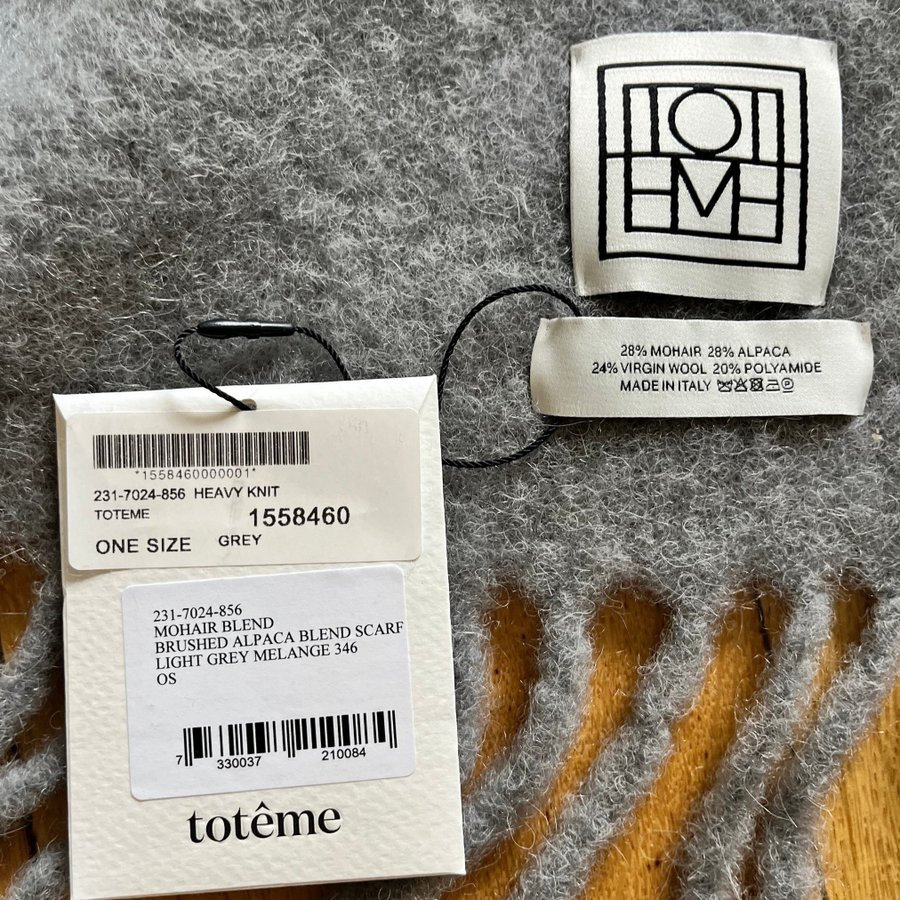 TOTEME
28% MOHAIR 28% ALPACA
24% VIRGIN WOOL 20% POLYAMIDE
MADE IN ITALY
*1558460000001*
231-7024-856 HEAVY KNIT
TOTEME 1558460
ONE SIZE GREY
231-7024-856
MOHAIR BLEND
BRUSHED ALPACA BLEND SCARF
LIGHT GREY MELANGE 346
OS
7 330037 210084
totême